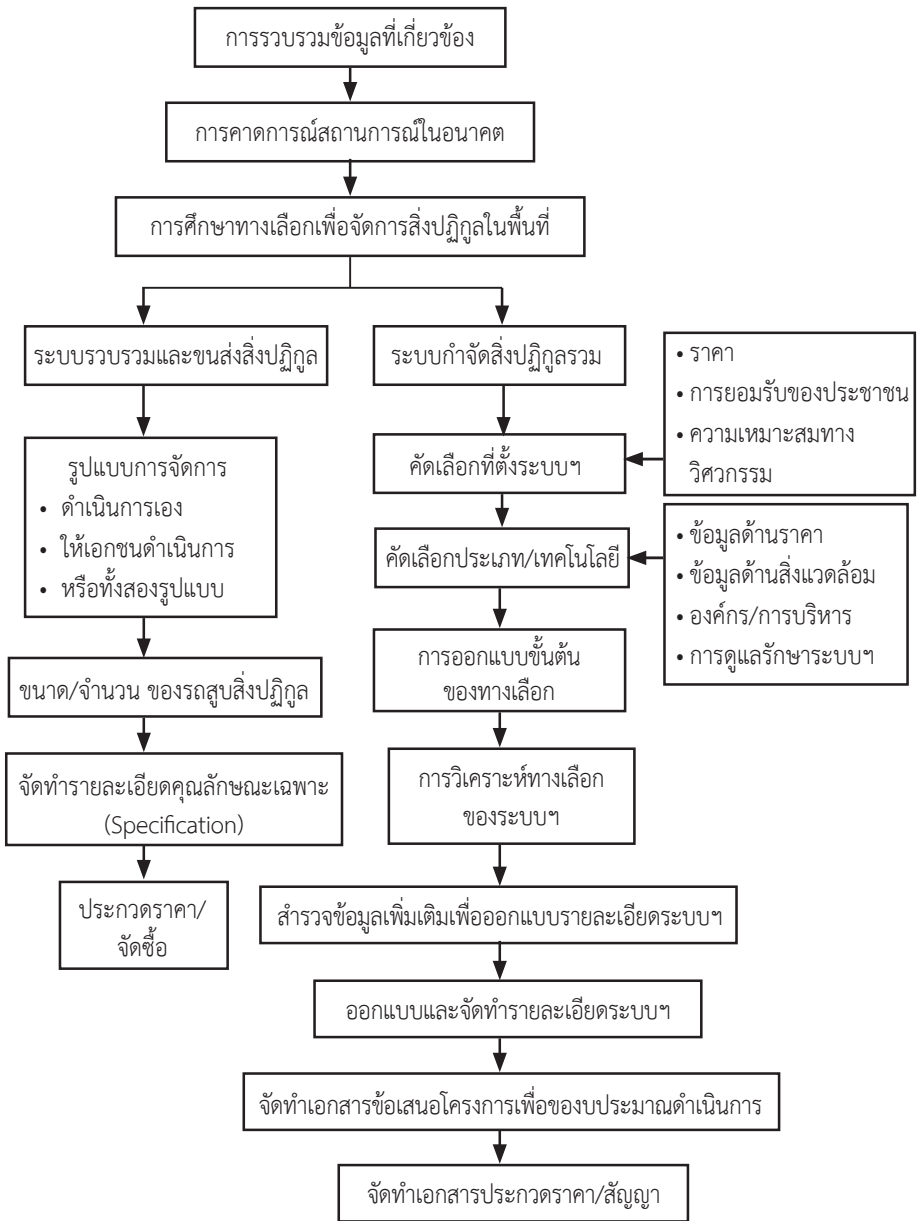 การรวบรวมข้อมูลที่เกี่ยวข้อง
การคาดการณ์สถานการณ์ในอนาคต
การศึกษาทางเลือกเพื่อจัดการสิ่งปฏิกูลในพื้นที่
ระบบรวบรวมและขนส่งสิ่งปฏิกูล
รูปแบบการจัดการ
• ดำเนินการเอง
• ให้เอกชนดำเนินการ
• หรือทั้งสองรูปแบบ
ขนาด/จำนวน ของรถสูบสิ่งปฏิกูล
จัดทำรายละเอียดคุณลักษณะเฉพาะ
(Specification)
ประกวดราคา/
จัดซื้อ
ระบบกำจัดสิ่งปฏิกูลรวม
คัดเลือกที่ตั้งระบบฯ
• ราคา
• การยอมรับของประชาชน
• ความเหมาะสมทาง
วิศวกรรม
คัดเลือกประเภท/เทคโนโลยี
• ข้อมูลด้านราคา
• ข้อมูลด้านสิ่งแวดล้อม
• องค์กร/การบริหาร
• การดูแลรักษาระบบฯ
การออกแบบขั้นต้น
ของทางเลือก
การวิเคราะห์ทางเลือก
ของระบบฯ
สำรวจข้อมูลเพิ่มเติมเพื่อออกแบบรายละเอียดระบบฯ
ออกแบบและจัดทำรายละเอียดระบบฯ
จัดทำเอกสารข้อเสนอโครงการเพื่อของบประมาณดำเนินการ
จัดทำเอกสารประกวดราคา/สัญญา